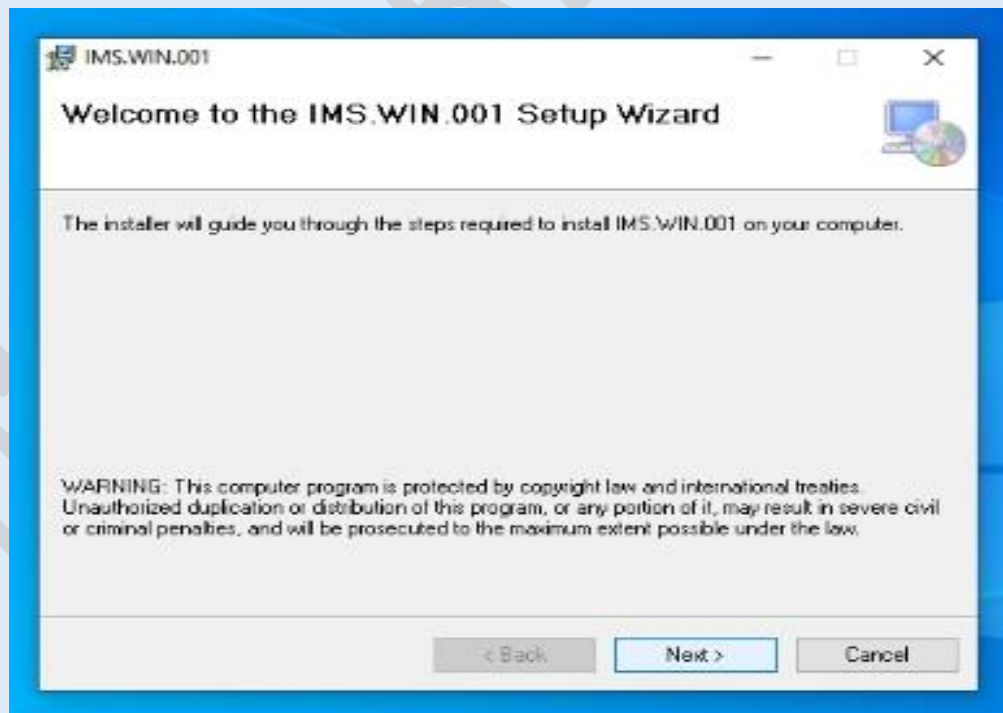 IMS.WIN.001
Welcome to the IMS.WIN.001 Setup Wizard
The installer will guide you through the steps required to install IMS.WIN.001 on your computer.
WARNING: This computer program is protected by copyright law and international treaties.
Unauthorized duplication or distribution of this program, or any portion of it, may result in severe civil
or criminal penalties, and will be prosecuted to the maximum extent possible under the law.
< Back
Next >
Cancel